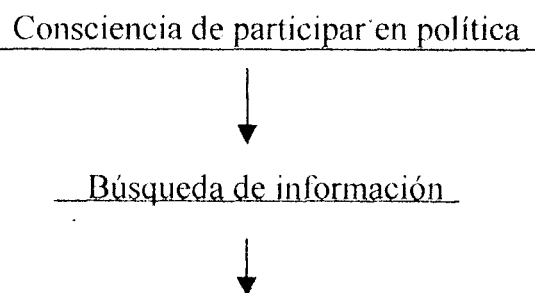 Consciencia de participar en política
Búsqueda de información